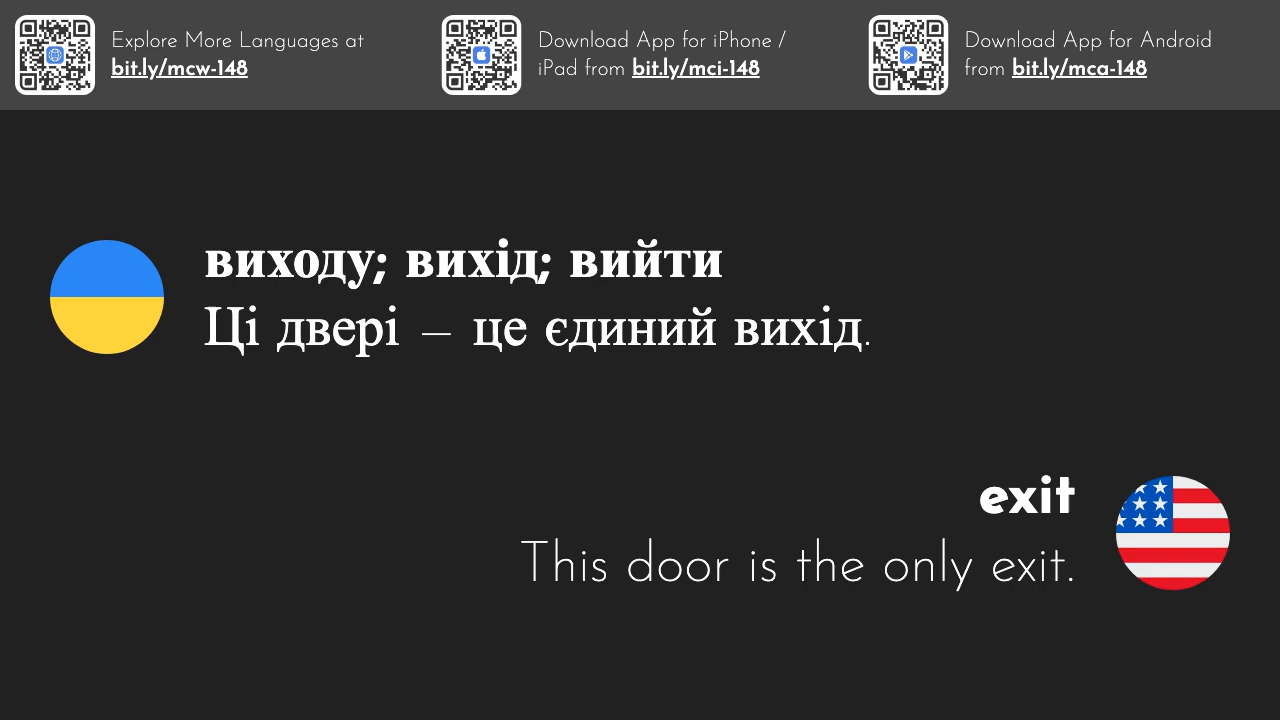 Explore More Languages at
bit.ly/mcw-148
Download App for iPhone /
iPad from bit.ly/mci-148
Download App for Android
from bit.ly/mca-148
виходу; вихід; вийти
Ці двері – це єдиний вихід.
exit
This door is the only exit.